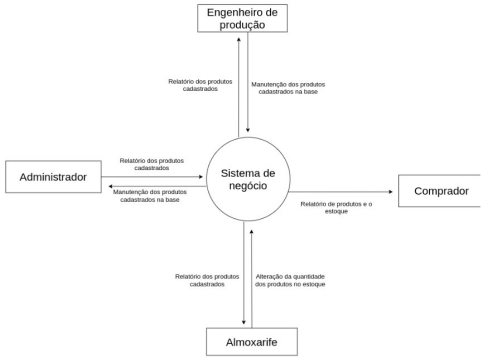 Engenheiro de
produção
Relatório dos produtos
cadastrados
Manutenção dos produtos
cadastrados na base
Relatório dos produtos
cadastrados
Administrador
Manutenção dos produtos
cadastrados na base
Sistema de
negócio
Comprador
Relatório de produtos e o
estoque
Relatório dos produtos
cadastrados
Alteração da quantidade
dos produtos no estoque
Almoxarife